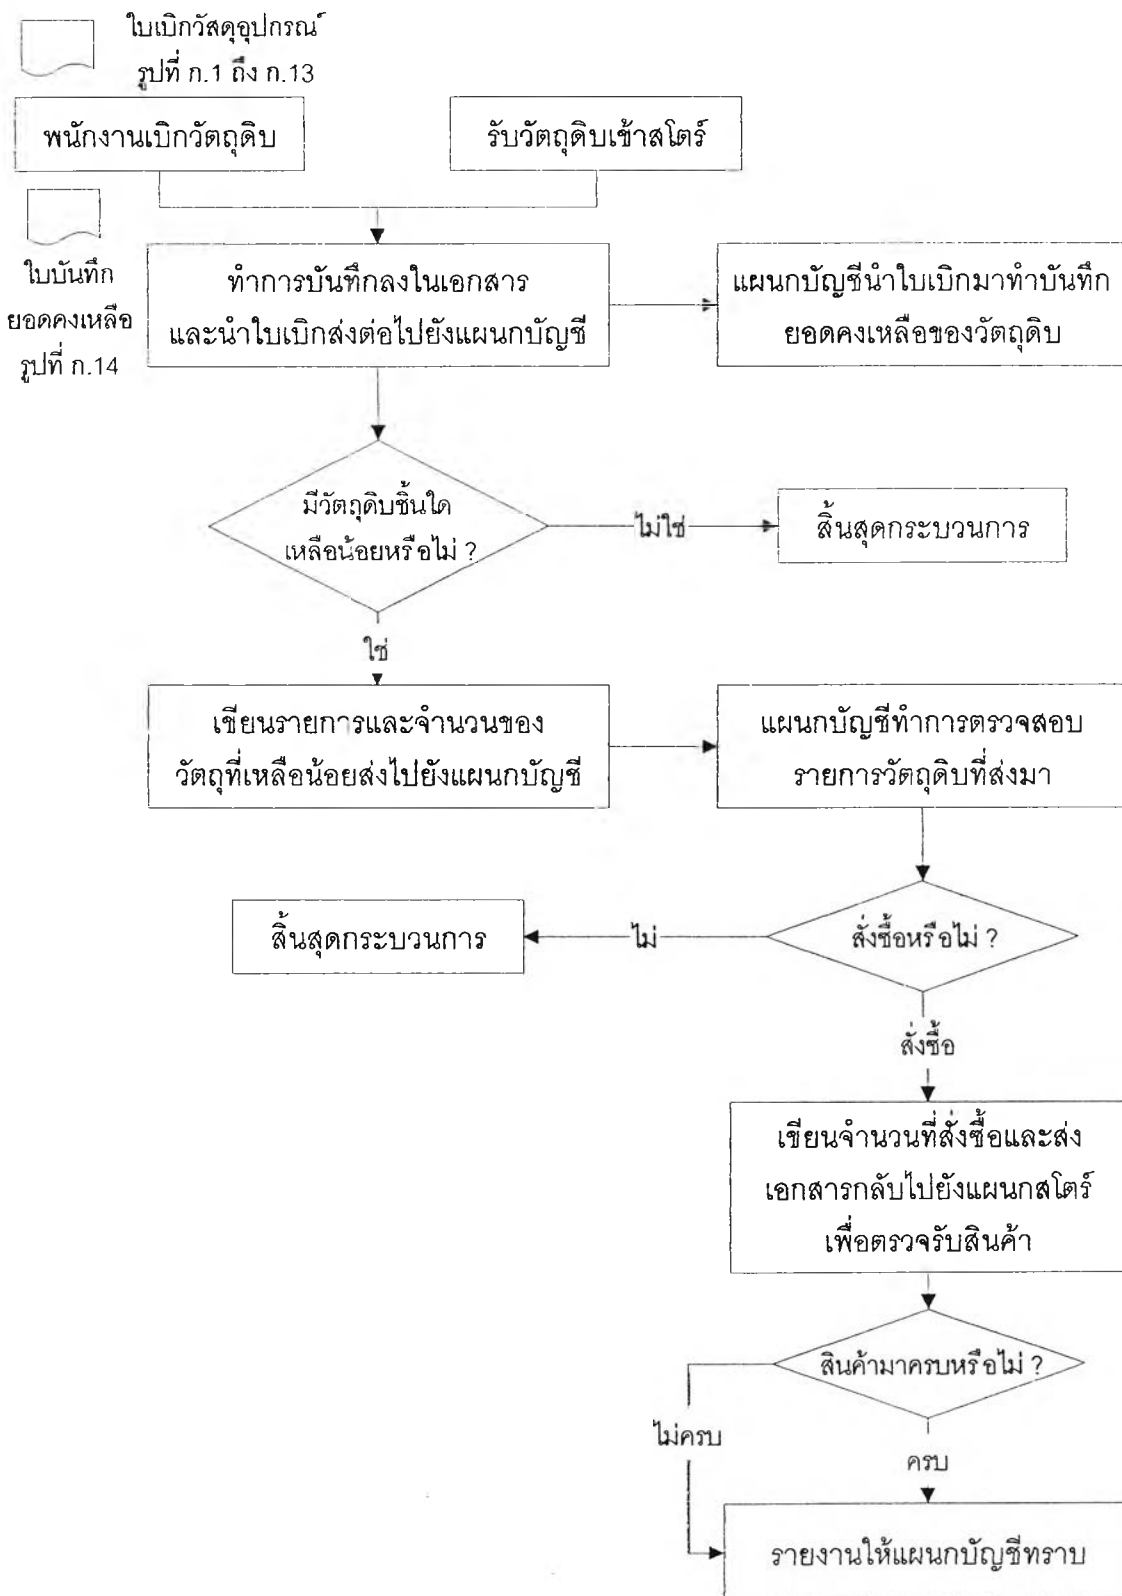 ใบเบิกวัสดุอุปกรณ์
รูปที่ ก.1 ถึง ก.13
พนักงานเบิกวัตถุดิบ
รับวัตถุดิบเข้าสโตร์
ใบบันทึก
ยอดคงเหลือ
รูปที่ ก.14
ทำการบันทึกลงในเอกสาร
และนำใบเบิกส่งต่อไปยังแผนกบัญชี
แผนกบัญชีนำใบเบิกมาทำบันทึก
ยอดคงเหลือของวัตถุดิบ
มีวัตถุดิบชิ้นใด
เหลือน้อยหรือไม่ ?
ไม่ใช่
สิ้นสุดกระบวนการ
ใช่
เขียนรายการและจำนวนของ
วัตถุที่เหลือน้อยส่งไปยังแผนกบัญชี
แผนกบัญชีทำการตรวจสอบ
รายการวัตถุดิบที่ส่งมา
สั่งซื้อหรือไม่ ?
ไม่
สิ้นสุดกระบวนการ
สั่งซื้อ
เขียนจำนวนที่สั่งซื้อและส่ง
เอกสารกลับไปยังแผนกสโตร์
เพื่อตรวจรับสินค้า
สินค้ามาครบหรือไม่ ?
ไม่ครบ
ครบ
รายงานให้แผนกบัญชีทราบ